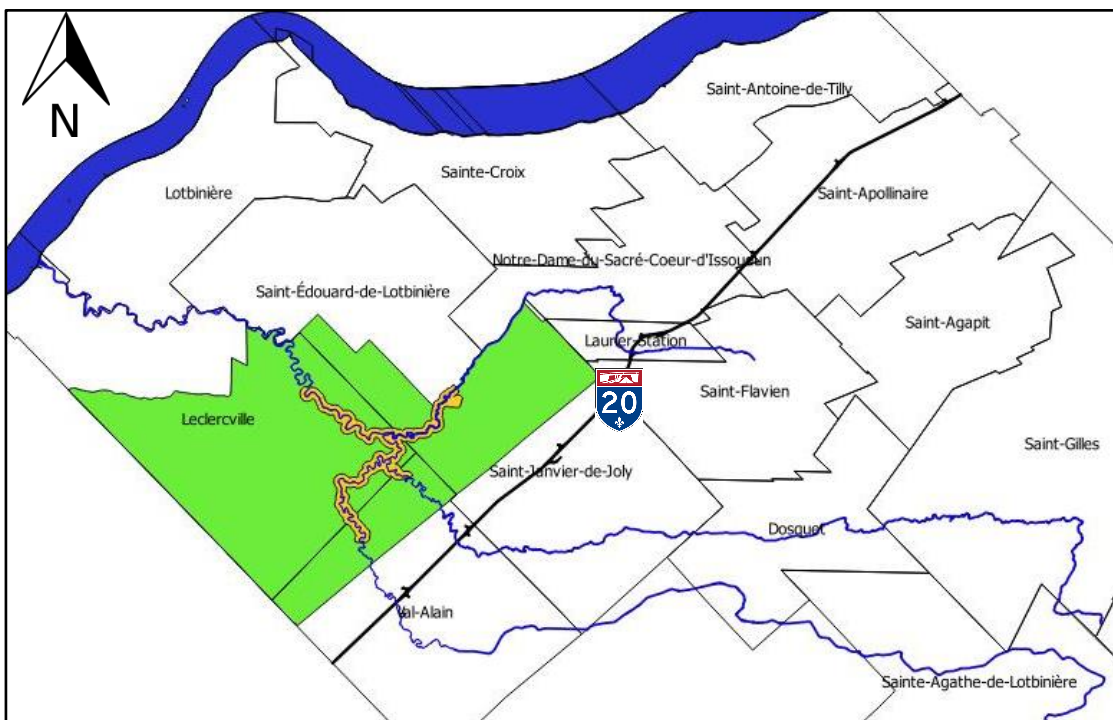 N
Saint-Antoine-de-Tilly
Sainte-Croix
Lotbinière
Saint-Apollinaire
Notre-Dame-du-Sacré-Coeur-d'Issoudun
Saint-Édouard-de-Lotbinière
Saint-Agapit
Laurier-Station
Saint-Flavien
20
Leclercville
Saint-Gilles
Saint-Janvier-de-Joly
Dosquet
Val-Alain
Sainte-Agathe-de-Lotbinière